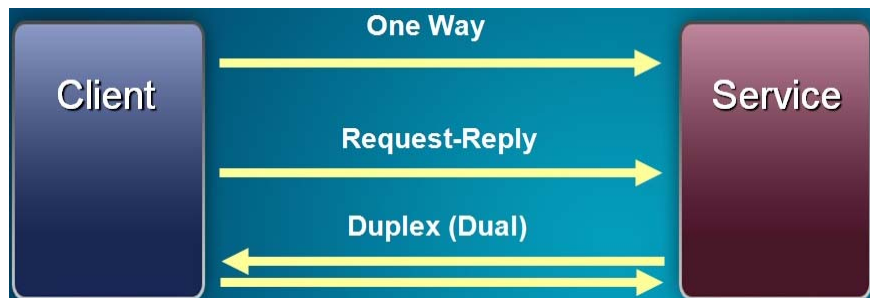 One Way
Client
Service
Request-Reply
Duplex (Dual)